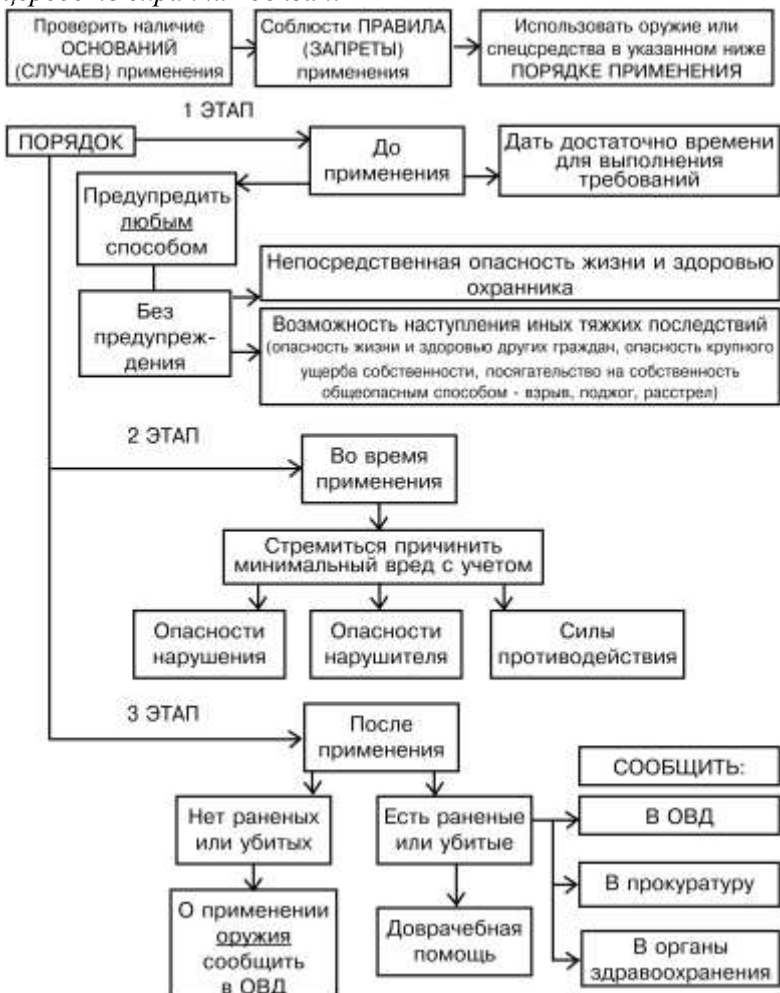 Проверить наличие
ОСНОВАНИЙ
(СЛУЧАЕВ) применения
Соблюсти ПРАВИЛА
(ЗАПРЕТЫ)
применения
Использовать оружие или
спецсредства в указанном ниже
ПОРЯДКЕ ПРИМЕНЕНИЯ
1 ЭТАП
ПОРЯДОК
До
применения
Дать достаточно времени
для выполнения
требований
Предупредить
любым
способом
Без
предупреж-
дения
Непосредственная опасность жизни и здоровью
охранника
Возможность наступления иных тяжких последствий
(опасность жизни и здоровью других граждан, опасность крупного
ущерба собственности, посягательство на собственность
общеопасным способом - взрыв, поджог, расстрел)
2 ЭТАП
Во время
применения
Стремиться причинить
минимальный вред с учетом
Опасности
нарушения
Опасности
нарушителя
Силы
противодействия
3 ЭТАП
После
применения
Нет раненых
или убитых
Есть раненые
или убитые
СООБЩИТЬ:
В ОВД
В прокуратуру
В органы
здравоохранения
О применении
оружия
сообщить
в ОВД
Доврачебная
помощь